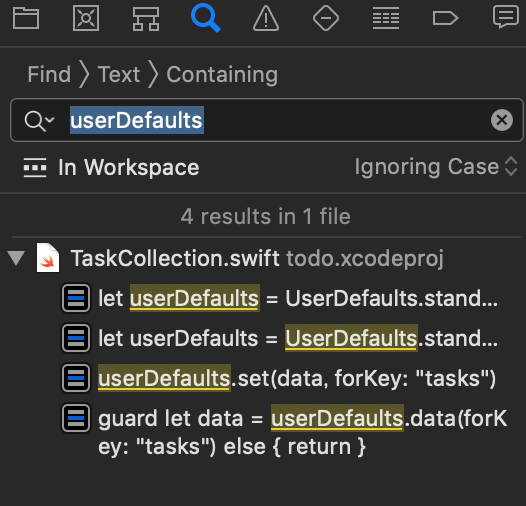 Find > Text > Containing
userDefaults
In Workspace
Ignoring Case
4 results in 1 file
TaskCollection.swift todo.xcodeproj
let userDefaults = UserDefaults.stand...
let userDefaults = UserDefaults.stand...
userDefaults.set(data, forKey: "tasks")
guard let data = userDefaults.data(forK
ey: "tasks") else { return }